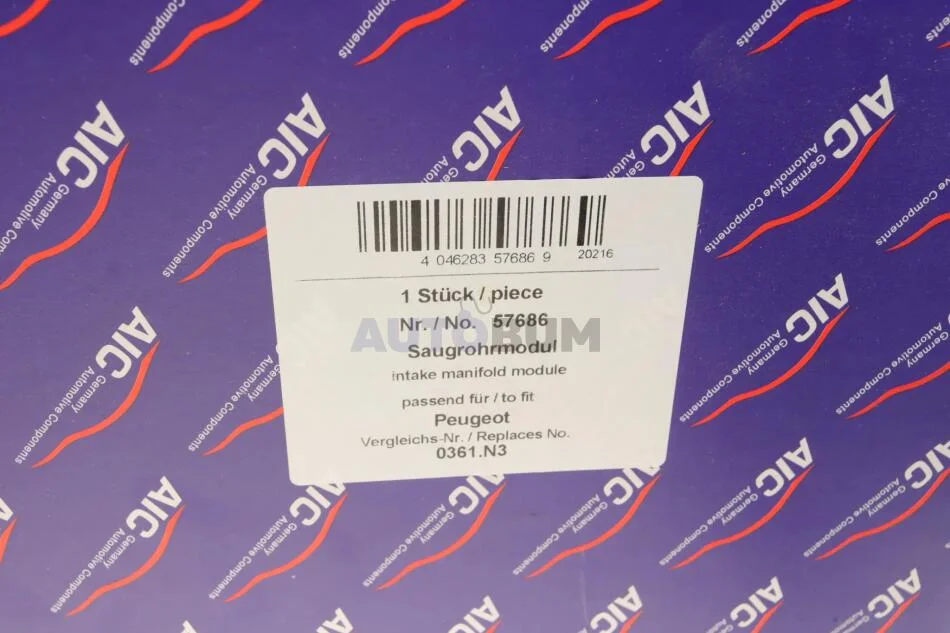 4 046283 57686 9 20216
1 Stück / piece
Nr. / No. 57686
AUTOBUM
Saugrohrmodul
intake manifold module
passend für / to fit
Peugeot
Vergleichs-Nr. / Replaces No.
0361.N3
AIC
Germany
Automotive Components